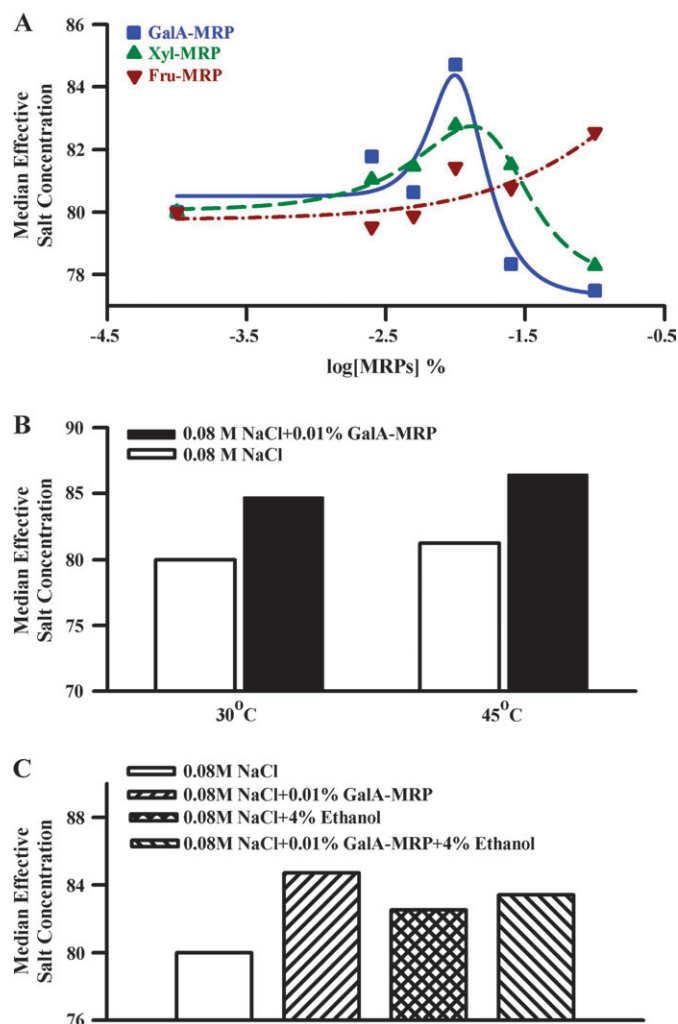 A
GalA-MRP
Xyl-MRP
Fru-MRP
Median Effective
Salt Concentration
86
84
82
80
78
-4.5
-3.5
-2.5
-1.5
-0.5
log[MRPs] %
B
0.08 M NaCl+0.01% GalA-MRP
0.08 M NaCl
Median Effective
Salt Concentration
90
85
80
75
70
30⁰C
45⁰C
C
0.08M NaCl
0.08M NaCl+0.01% GalA-MRP
0.08M NaCl+4% Ethanol
0.08M NaCl+0.01% GalA-MRP+4% Ethanol
Median Effective
Salt Concentration
88
84
80
76